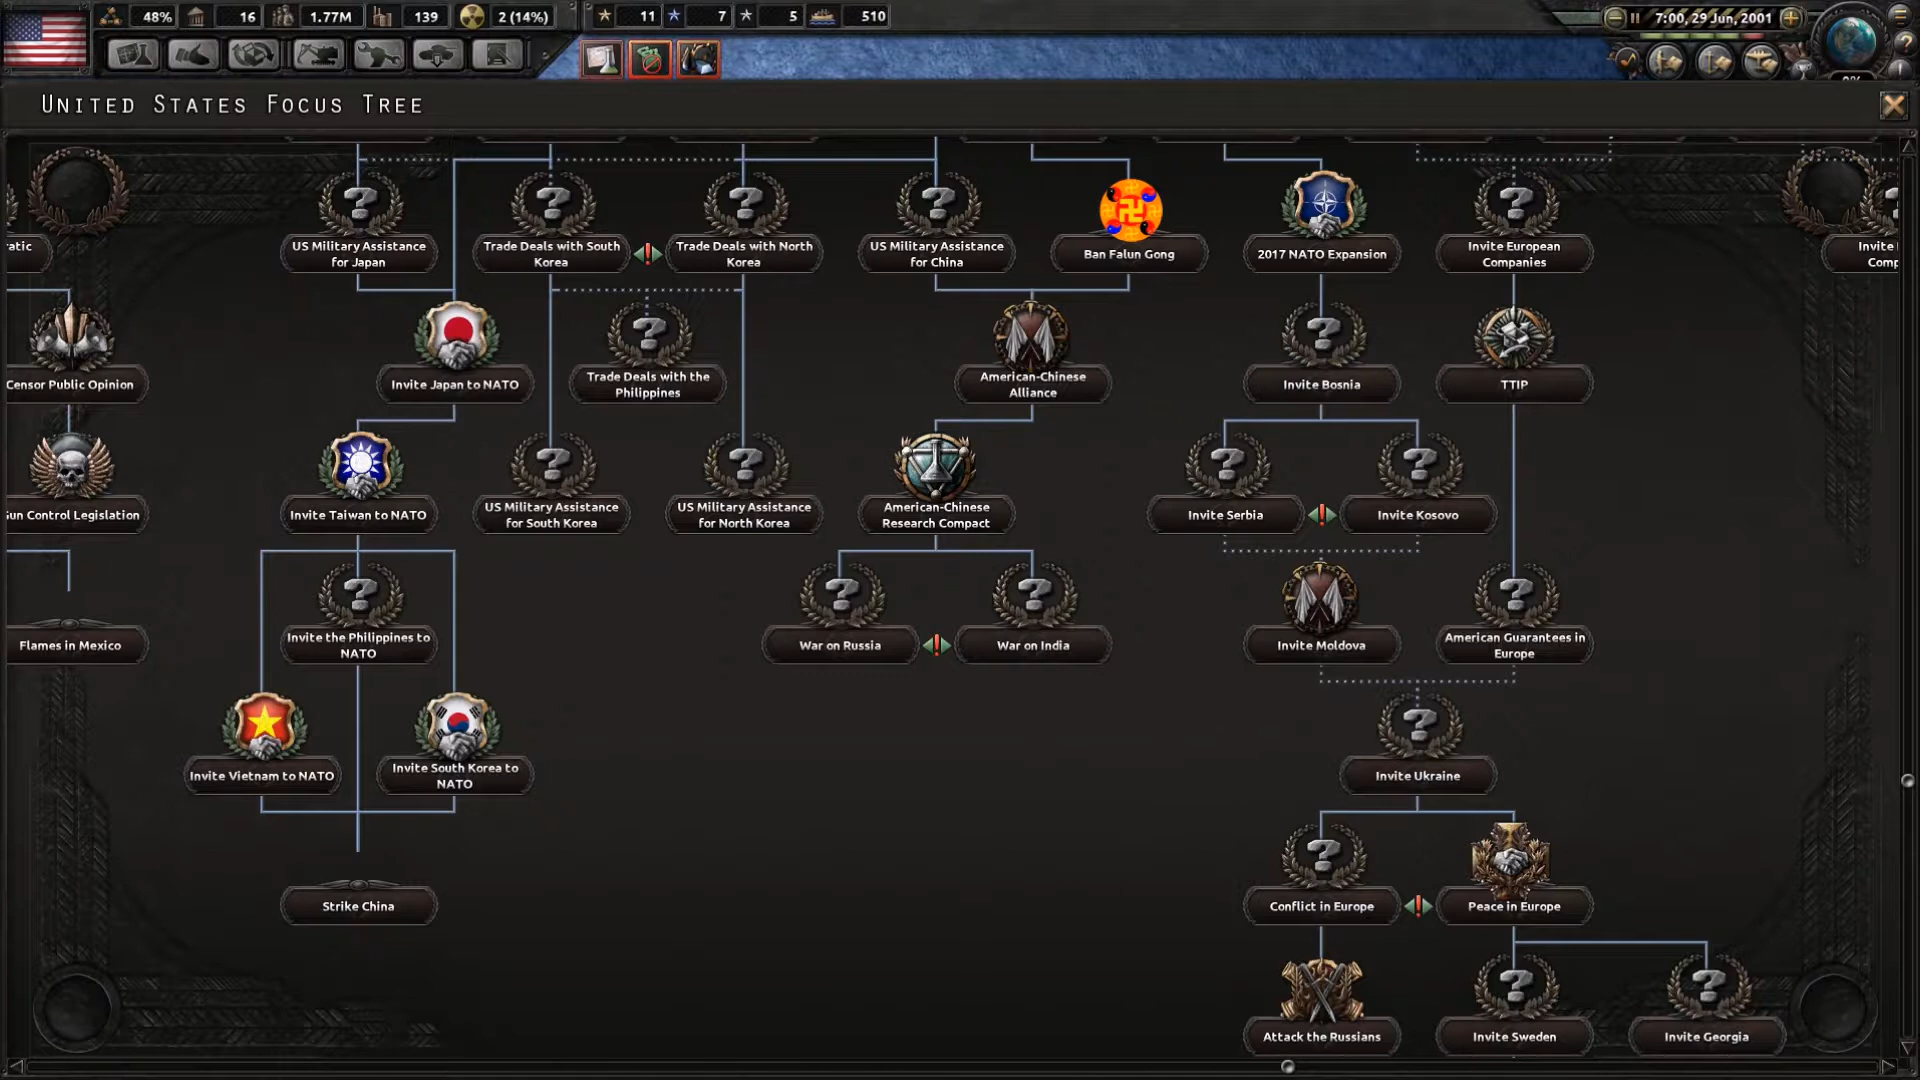 48%
16
1.77M
139
2 (14%)
11
7
5
510
7:00, 29 Jun, 2001
United States Focus Tree
US Military Assistance
for Japan
Trade Deals with South
Korea
Trade Deals with North
Korea
US Military Assistance
for China
Ban Falun Gong
2017 NATO Expansion
Invite European
Companies
Invite
Comp
atic
Censor Public Opinion
Invite Japan to NATO
Trade Deals with the
Philippines
American-Chinese
Alliance
Invite Bosnia
TTIP
Gun Control Legislation
Invite Taiwan to NATO
US Military Assistance
for South Korea
US Military Assistance
for North Korea
American-Chinese
Research Compact
Invite Serbia
Invite Kosovo
Flames in Mexico
Invite the Philippines to
NATO
War on Russia
War on India
Invite Moldova
American Guarantees in
Europe
Invite Vietnam to NATO
Invite South Korea to
NATO
Invite Ukraine
Strike China
Conflict in Europe
Peace in Europe
Attack the Russians
Invite Sweden
Invite Georgia